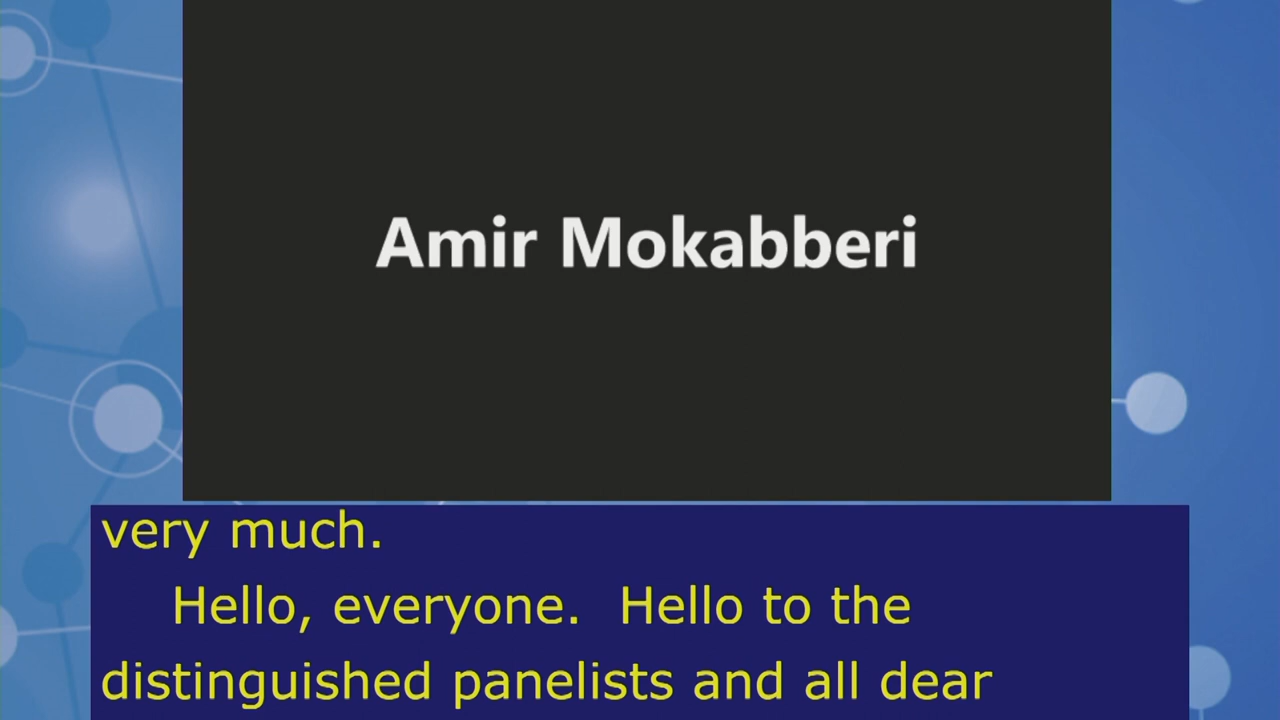 Amir Mokabberi
very much.
Hello, everyone.  Hello to the
distinguished panelists and all dear